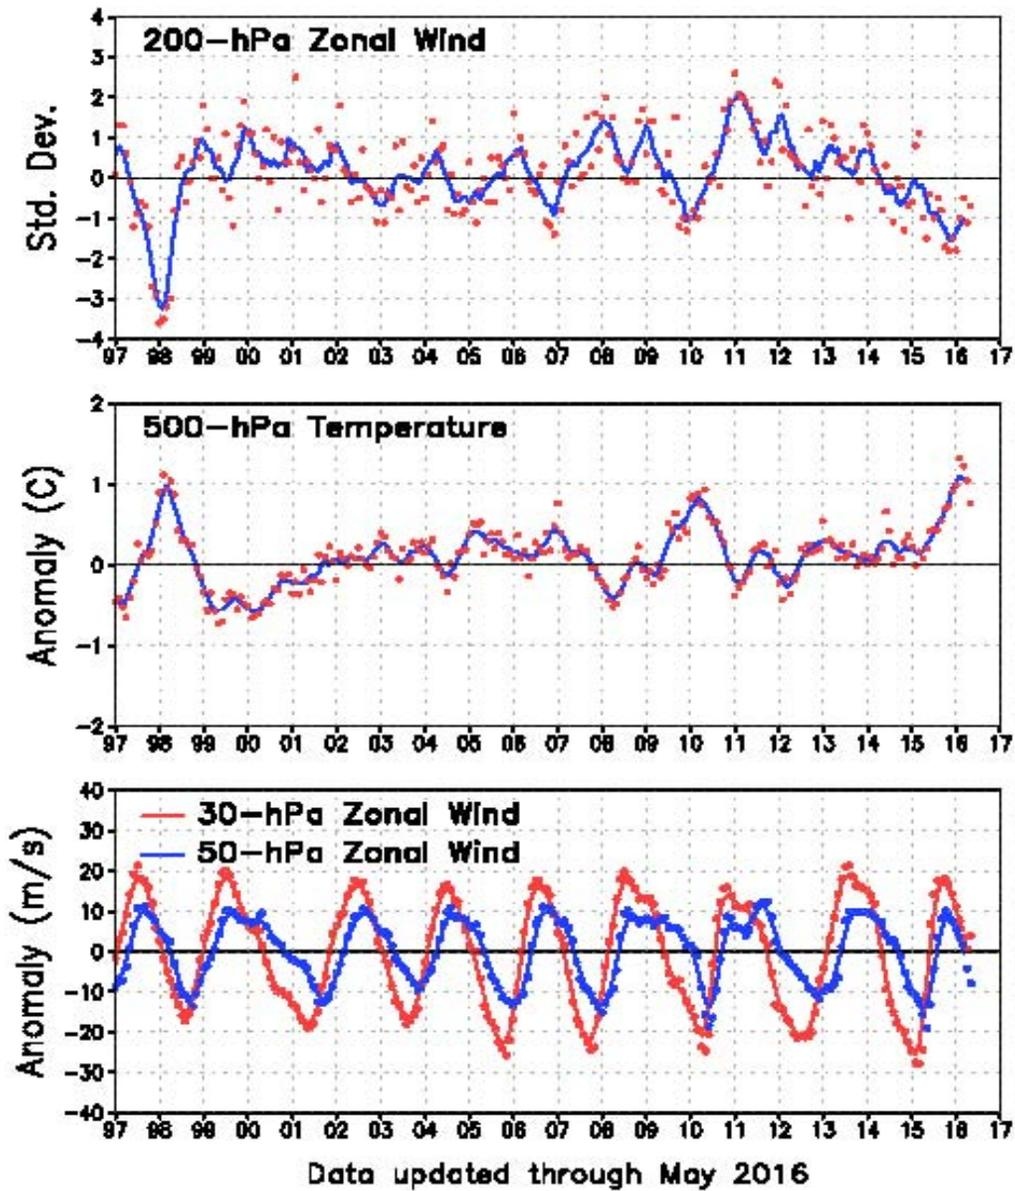 200-hPa Zonal Wind
Std. Dev.
4
3
2
1
0
-1
-2
-3
-4
97 98 99 00 01 02 03 04 05 06 07 08 09 10 11 12 13 14 15 16 17
500-hPa Temperature
Anomaly (C)
2
1
0
-1
-2
97 98 99 00 01 02 03 04 05 06 07 08 09 10 11 12 13 14 15 16 17
30-hPa Zonal Wind
50-hPa Zonal Wind
Anomaly (m/s)
40
30
20
10
0
-10
-20
-30
-40
97 98 99 00 01 02 03 04 05 06 07 08 09 10 11 12 13 14 15 16 17
Data updated through May 2016